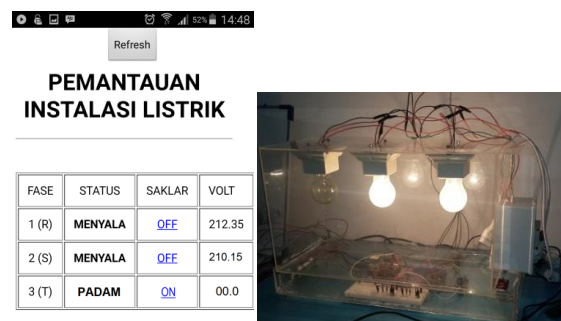 52% 14:48
Refresh
PEMANTAUAN
INSTALASI LISTRIK
FASE STATUS SAKLAR VOLT
1 (R) MENYALA OFF 212.35
2 (S) MENYALA OFF 210.15
3 (T) PADAM ON 00.0